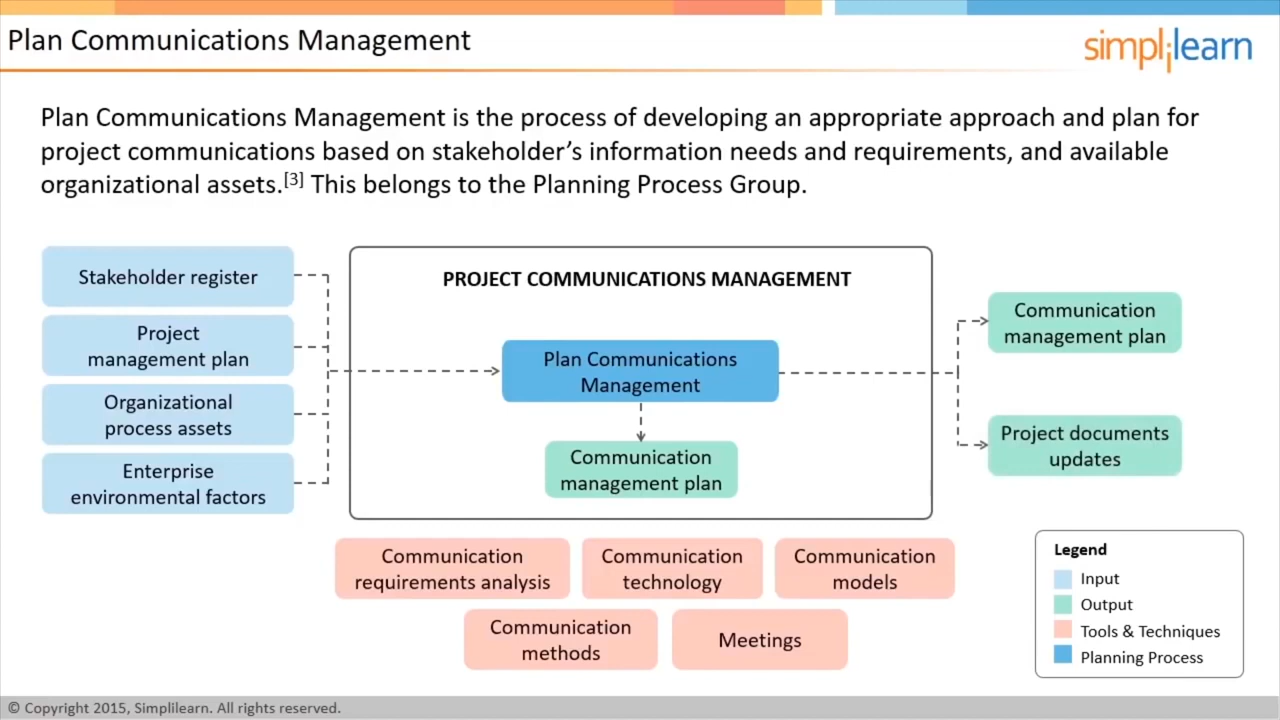 Plan Communications Management
simplilearn
Plan Communications Management is the process of developing an appropriate approach and plan for
project communications based on stakeholder’s information needs and requirements, and available
organizational assets.[3] This belongs to the Planning Process Group.
Stakeholder register
Project
management plan
Organizational
process assets
Enterprise
environmental factors
PROJECT COMMUNICATIONS MANAGEMENT
Plan Communications
Management
Communication
management plan
Communication
management plan
Project documents
updates
Communication
requirements analysis
Communication
technology
Communication
models
Communication
methods
Meetings
Legend
Input
Output
Tools & Techniques
Planning Process
© Copyright 2015, Simplilearn. All rights reserved.